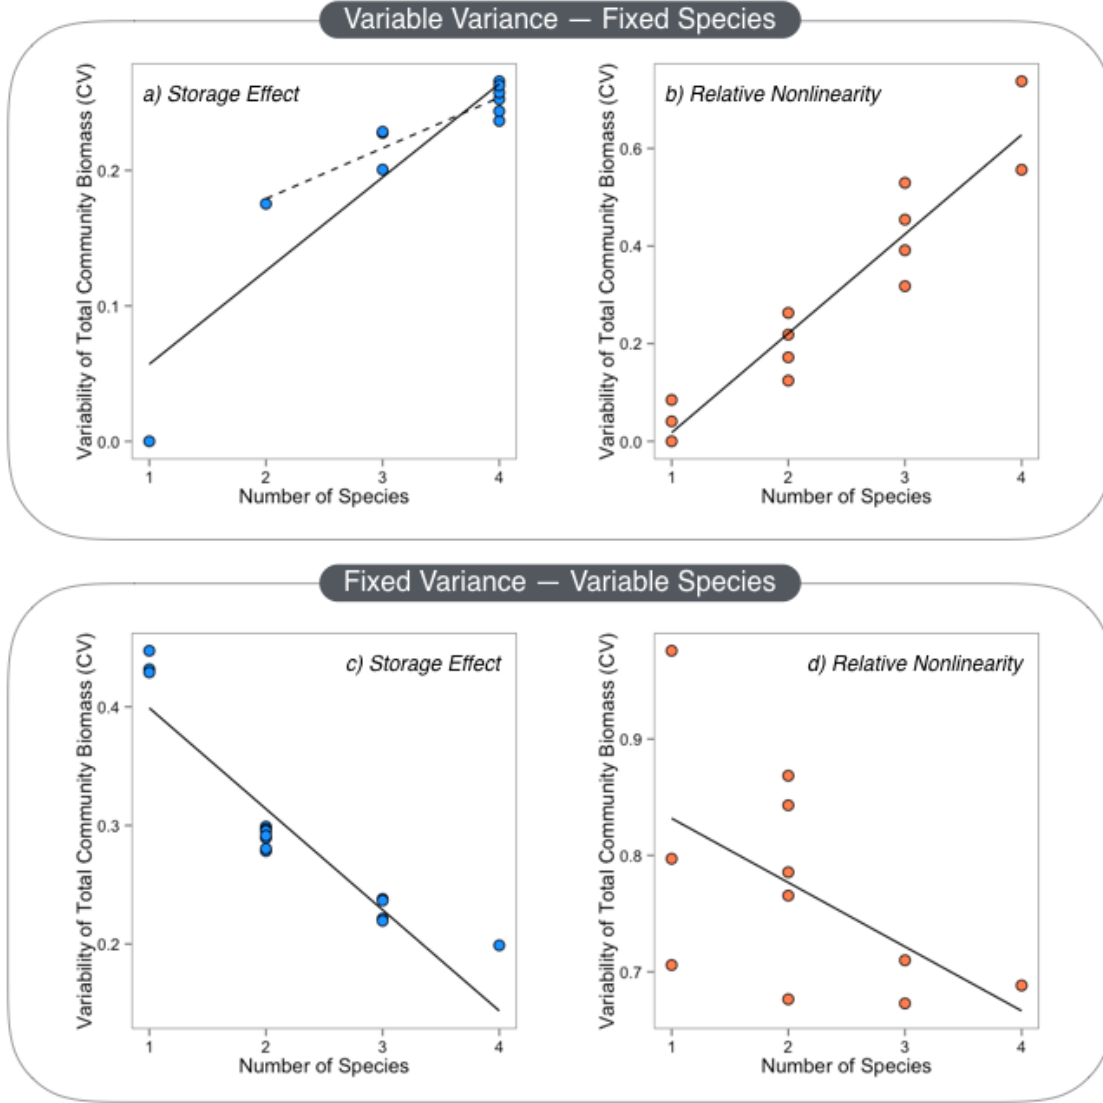 Variable Variance — Fixed Species
Variability of Total Community Biomass (CV)
a) Storage Effect
0.2
0.1
0.0
1 2 3 4
Number of Species
Variability of Total Community Biomass (CV)
b) Relative Nonlinearity
0.6
0.4
0.2
0.0
1 2 3 4
Number of Species
Fixed Variance — Variable Species
Variability of Total Community Biomass (CV)
c) Storage Effect
0.4
0.3
0.2
1 2 3 4
Number of Species
Variability of Total Community Biomass (CV)
d) Relative Nonlinearity
0.9
0.8
0.7
1 2 3 4
Number of Species